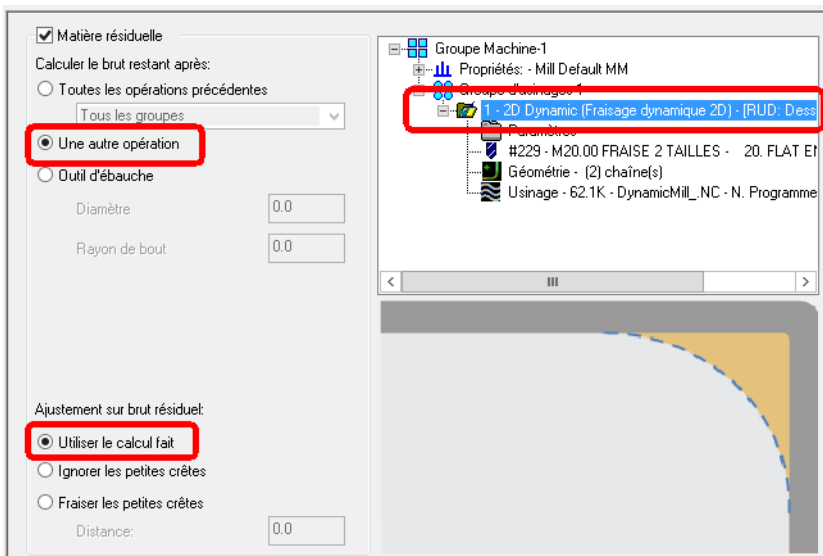 Matière résiduelle
Calculer le brut restant après:
Toutes les opérations précédentes
Tous les groupes
Une autre opération
Outil d'ébauche
Diamètre 0.0
Rayon de bout 0.0
Ajustement sur brut résiduel:
Utiliser le calcul fait
Ignorer les petites crêtes
Fraiser les petites crêtes
Distance: 0.0
Groupe Machine-1
Propriétés: - Mill Default MM
Groupe d'usinages-1
1 - 2D Dynamic (Fraisage dynamique 2D) - [RUD: Dess
Paramètres
#229 - M20.00 FRAISE 2 TAILLES - 20. FLAT
Géométrie - (2) chaîne(s)
Usinage - 62.1K - DynamicMill_.NC - N. Programme